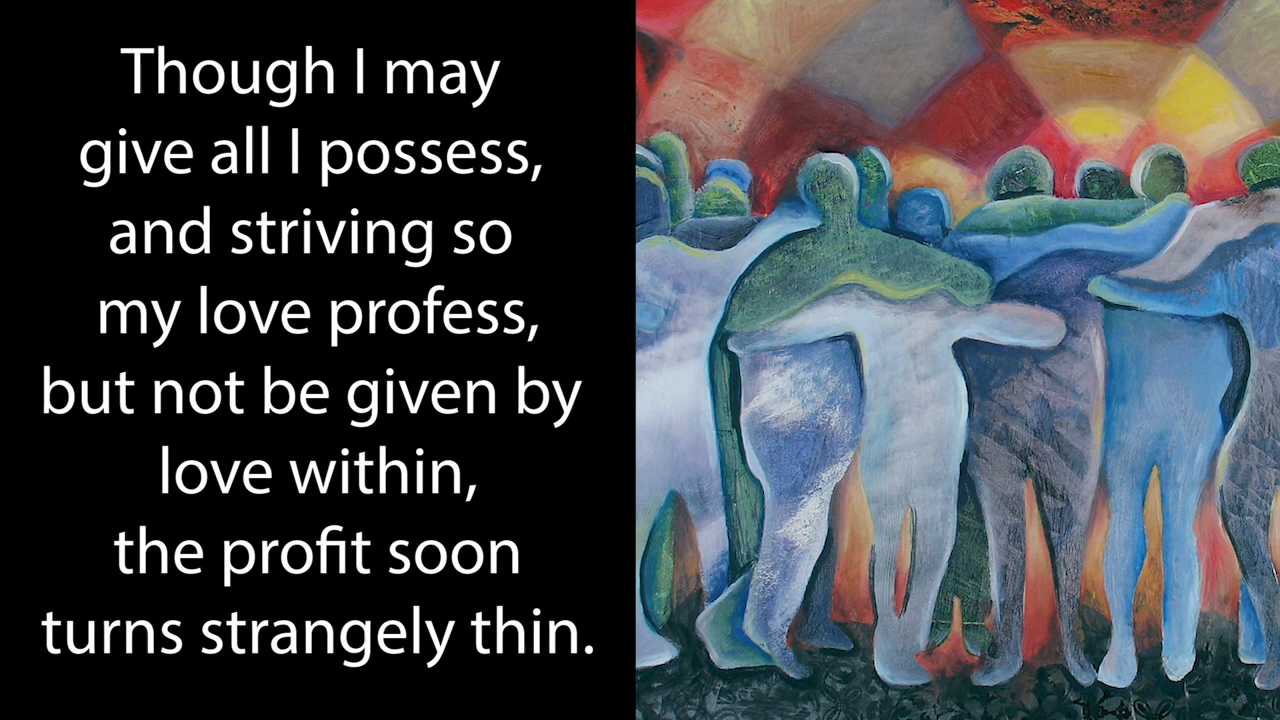 Though I may
give all I possess,
and striving so
my love profess,
but not be given by
love within,
the profit soon
turns strangely thin.